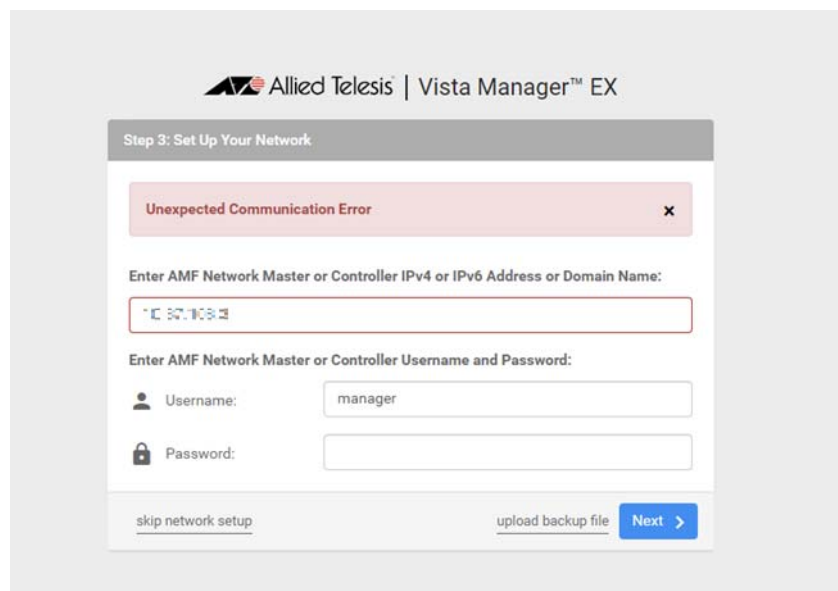 Allied Telesis | Vista Manager™ EX
Step 3: Set Up Your Network
Unexpected Communication Error ×
Enter AMF Network Master or Controller IPv4 or IPv6 Address or Domain Name:
Enter AMF Network Master or Controller Username and Password:
Username: manager
Password:
skip network setup upload backup file Next >